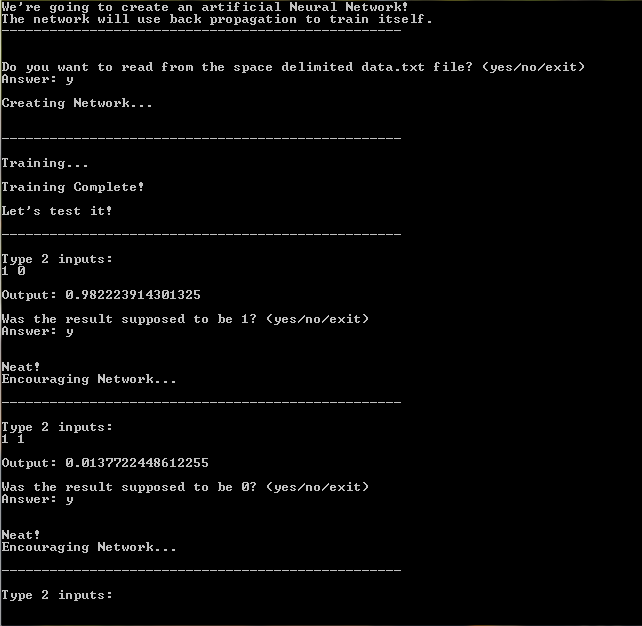 We're going to create an artificial Neural Network!
The network will use back propagation to train itself.
--------------------------------------------------
Do you want to read from the space delimited data.txt file? (yes/no/exit)
Answer: y
Creating Network...
--------------------------------------------------
Training...
Training Complete!
Let's test it!
--------------------------------------------------
Type 2 inputs:
1 0
Output: 0.982223914301325
Was the result supposed to be 1? (yes/no/exit)
Answer: y
Neat!
Encouraging Network...
--------------------------------------------------
Type 2 inputs:
1 1
Output: 0.0137722448612255
Was the result supposed to be 0? (yes/no/exit)
Answer: y
Neat!
Encouraging Network...
--------------------------------------------------
Type 2 inputs: